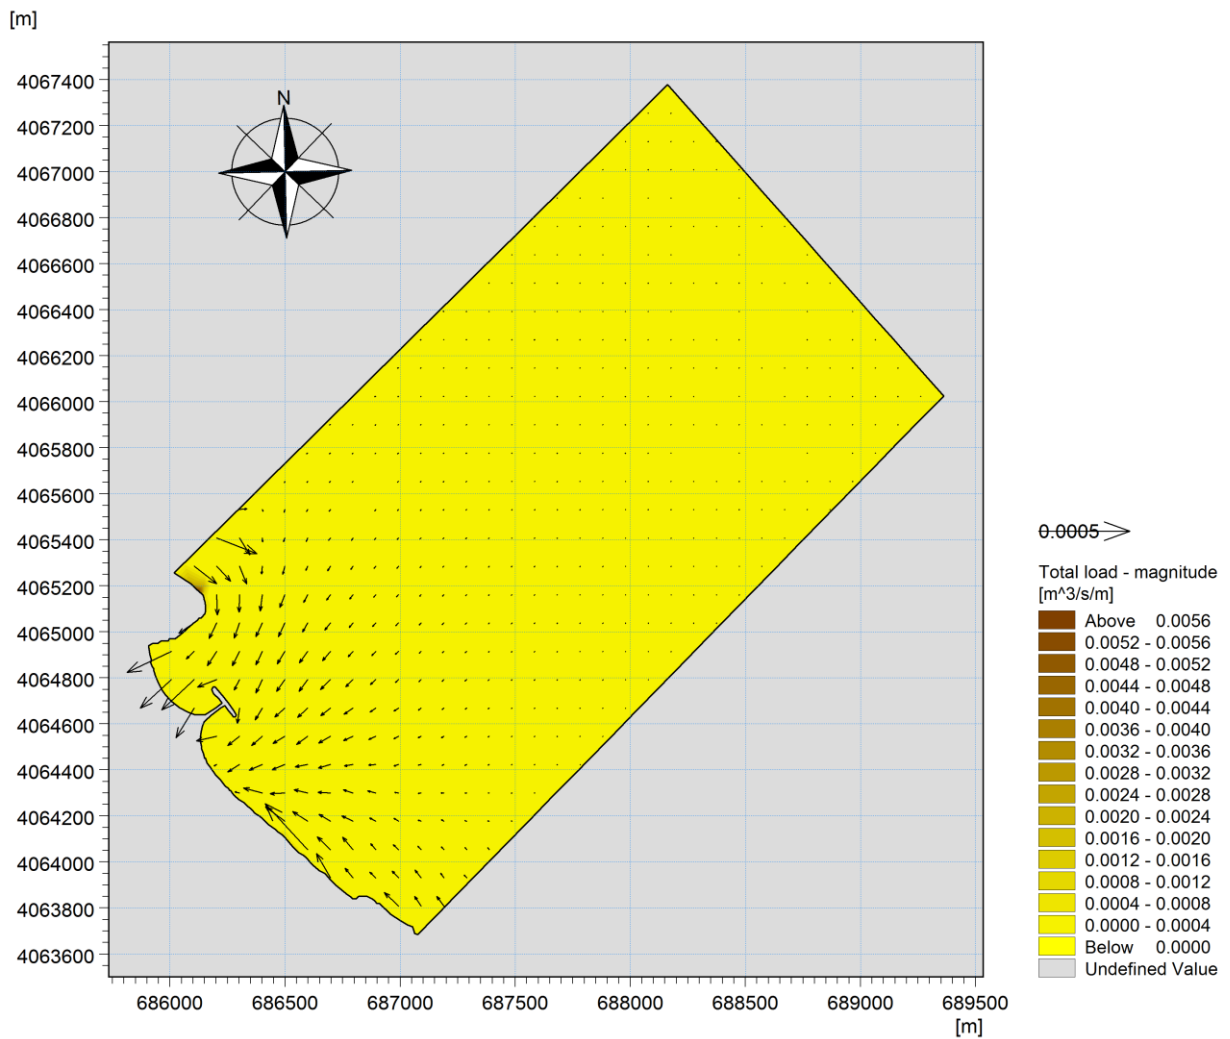 [m]
4067400
4067200
4067000
4066800
4066600
4066400
4066200
4066000
4065800
4065600
4065400
4065200
4065000
4064800
4064600
4064400
4064200
4064000
4063800
4063600
N
686000 686500 687000 687500 688000 688500 689000 689500
[m]
0.0005
Total load - magnitude
[m^3/s/m]
Above 0.0056
0.0052 - 0.0056
0.0048 - 0.0052
0.0044 - 0.0048
0.0040 - 0.0044
0.0036 - 0.0040
0.0032 - 0.0036
0.0028 - 0.0032
0.0024 - 0.0028
0.0020 - 0.0024
0.0016 - 0.0020
0.0012 - 0.0016
0.0008 - 0.0012
0.0004 - 0.0008
0.0000 - 0.0004
Below 0.0000
Undefined Value